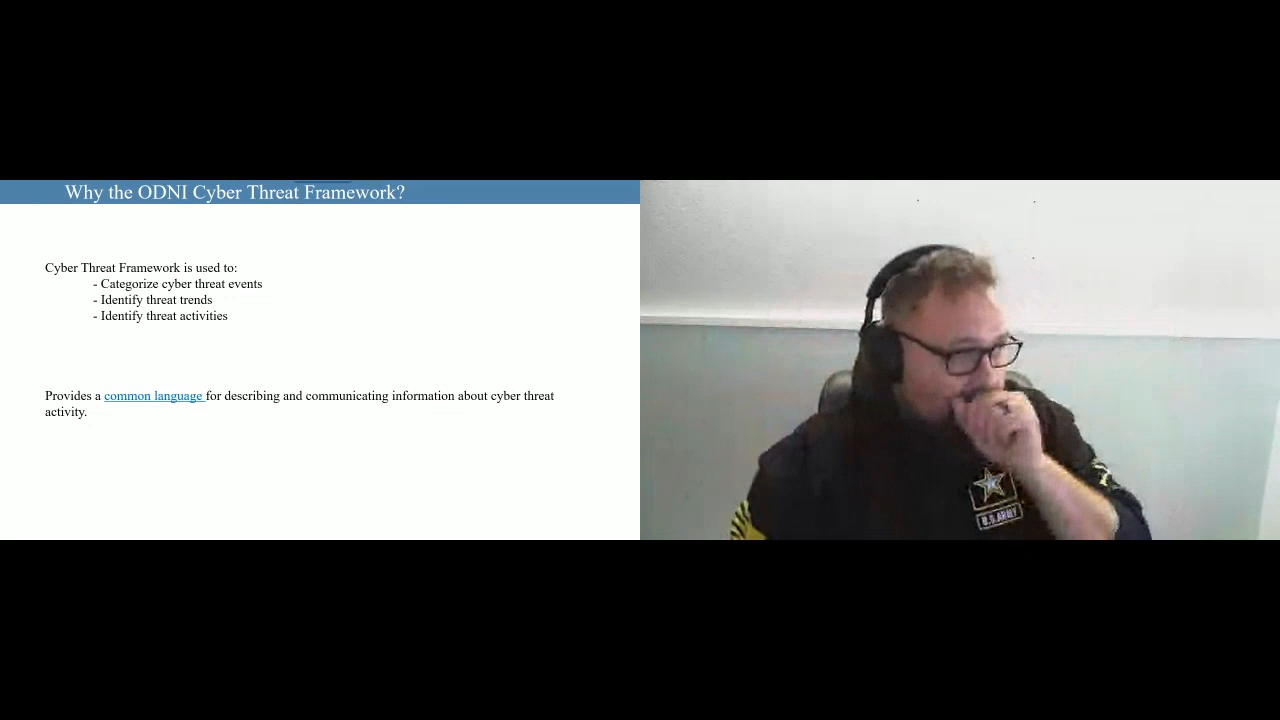 Why the ODNI Cyber Threat Framework?
Cyber Threat Framework is used to:
- Categorize cyber threat events
- Identify threat trends
- Identify threat activities
Provides a common language for describing and communicating information about cyber threat
activity.
U.S. ARMY